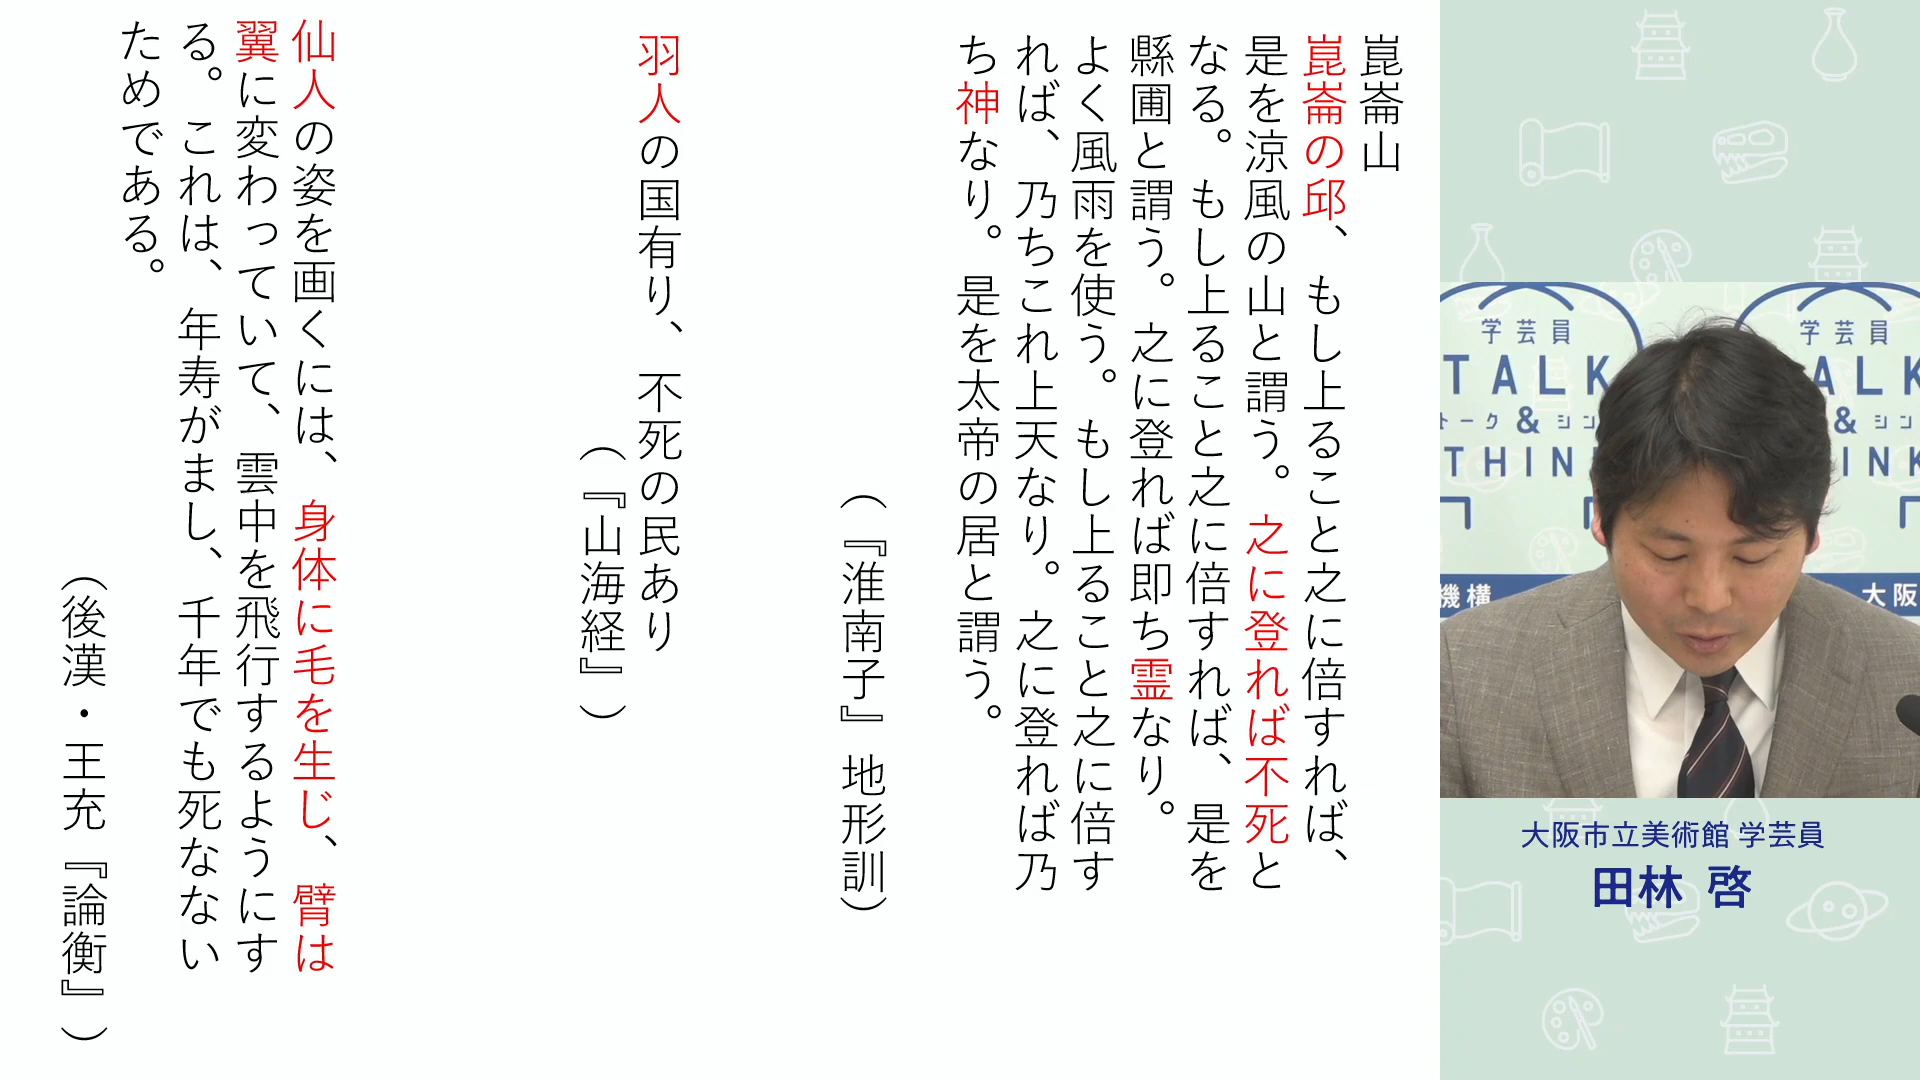 崑崙山
崑崙の邱、もし上ること之に倍すれば、
是を涼風の山と謂う。之に登れば不死と
なる。もし上ること之に倍すれば、是を
縣圃と謂う。之に登れば即ち霊なり。
よく風雨を使う。もし上ること之に倍す
れば、乃ちこれ上天なり。之に登れば乃
ち神なり。是を太帝の居と謂う。
（『淮南子』地形訓）
羽人の国有り、不死の民あり
（『山海経』）
仙人の姿を画くには、身体に毛を生じ、臂は
翼に変わっていて、雲中を飛行するようにす
る。これは、年寿がまし、千年でも死なない
ためである。
（後漢・王充『論衡』）
学芸員
TALK
トーク&シン
THIN
学芸員
ALK
&シン
INK
機構
大阪
大阪市立美術館 学芸員
田林 啓